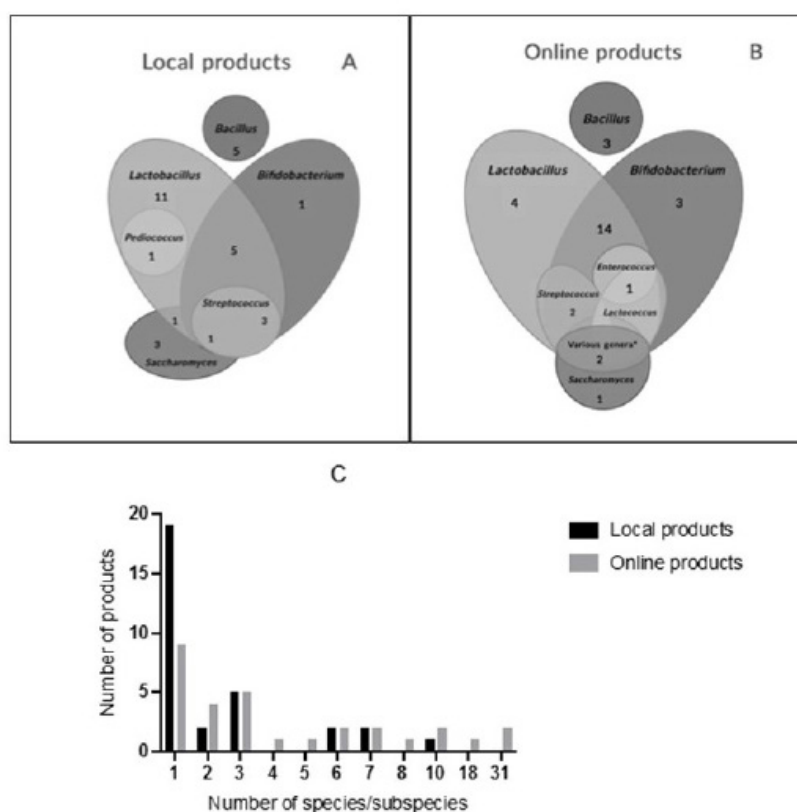 Local products A
Bacillus
5
Lactobacillus
11
Bifidobacterium
1
Pediococcus
1
5
Streptococcus
3
1
1
3
Saccharomyces
Online products B
Bacillus
3
Lactobacillus
4
Bifidobacterium
3
14
Enterococcus
1
Streptococcus
2
Lactococcus
Various genera*
2
Saccharomyces
1
C
Number of products
20
15
10
5
0
1 2 3 4 5 6 7 8 10 18 31
Number of species/subspecies
Local products
Online products